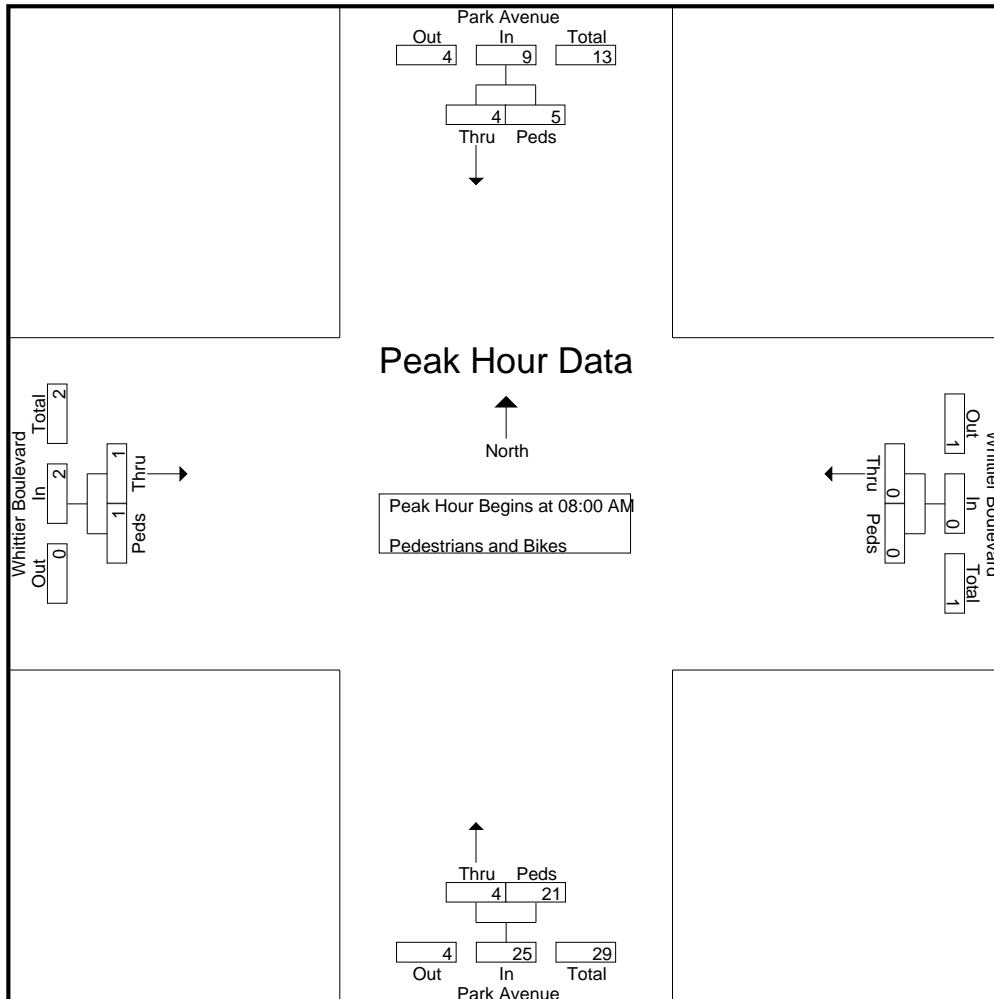 Park Avenue
Out In Total
4 9 13
4 5
Thru Peds
Peak Hour Data
North
Peak Hour Begins at 08:00 AM
Pedestrians and Bikes
Whittier Boulevard
Out In Total
0 2 2
Peds Thru
1 1
Whittier Boulevard
Out In Total
1 0 1
Thru Peds
0 0
Thru Peds
4 21
4 25 29
Out In Total
Park Avenue